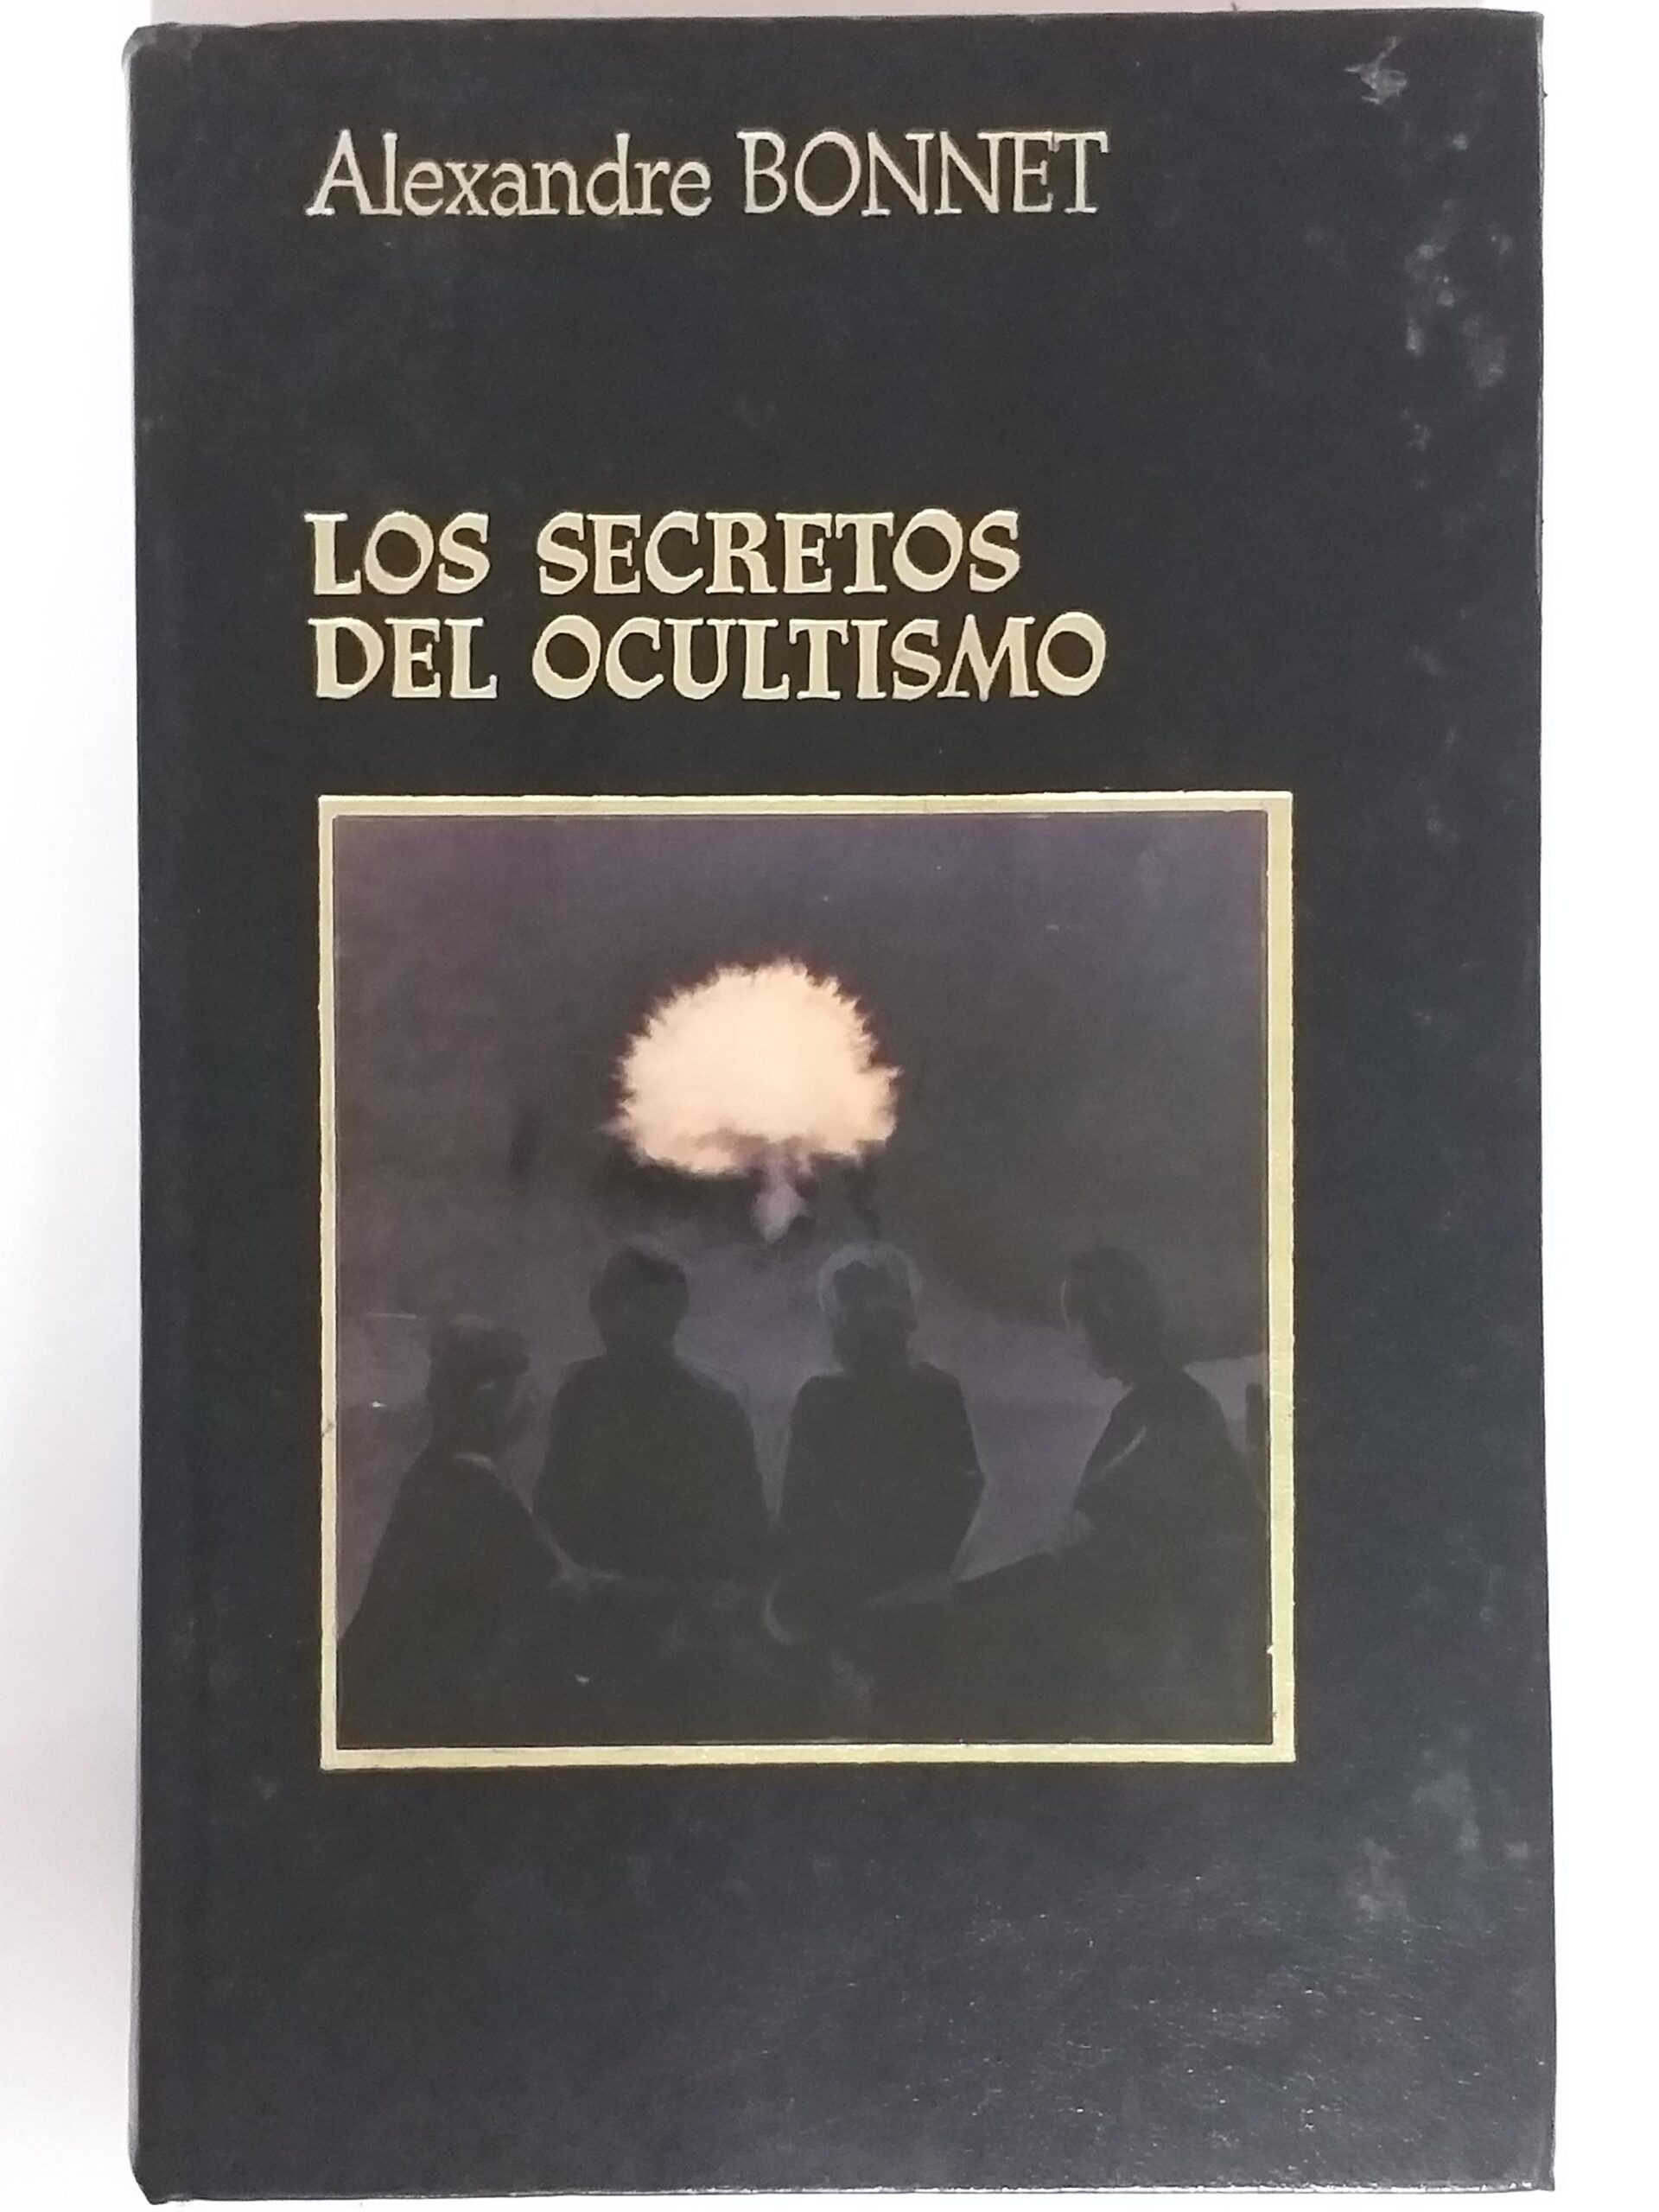 Alexandre BONNET
LOS SECRETOS
DEL OCULTISMO